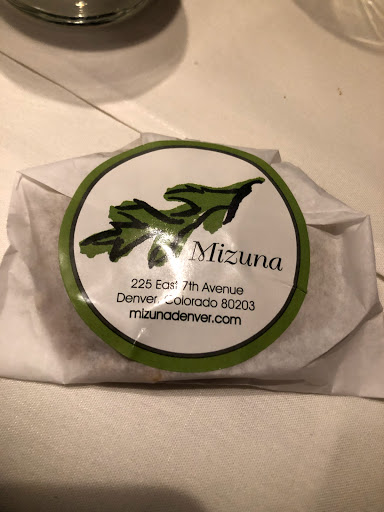 Mizuna
225 East 7th Avenue
Denver, Colorado 80203
mizunadenver.com